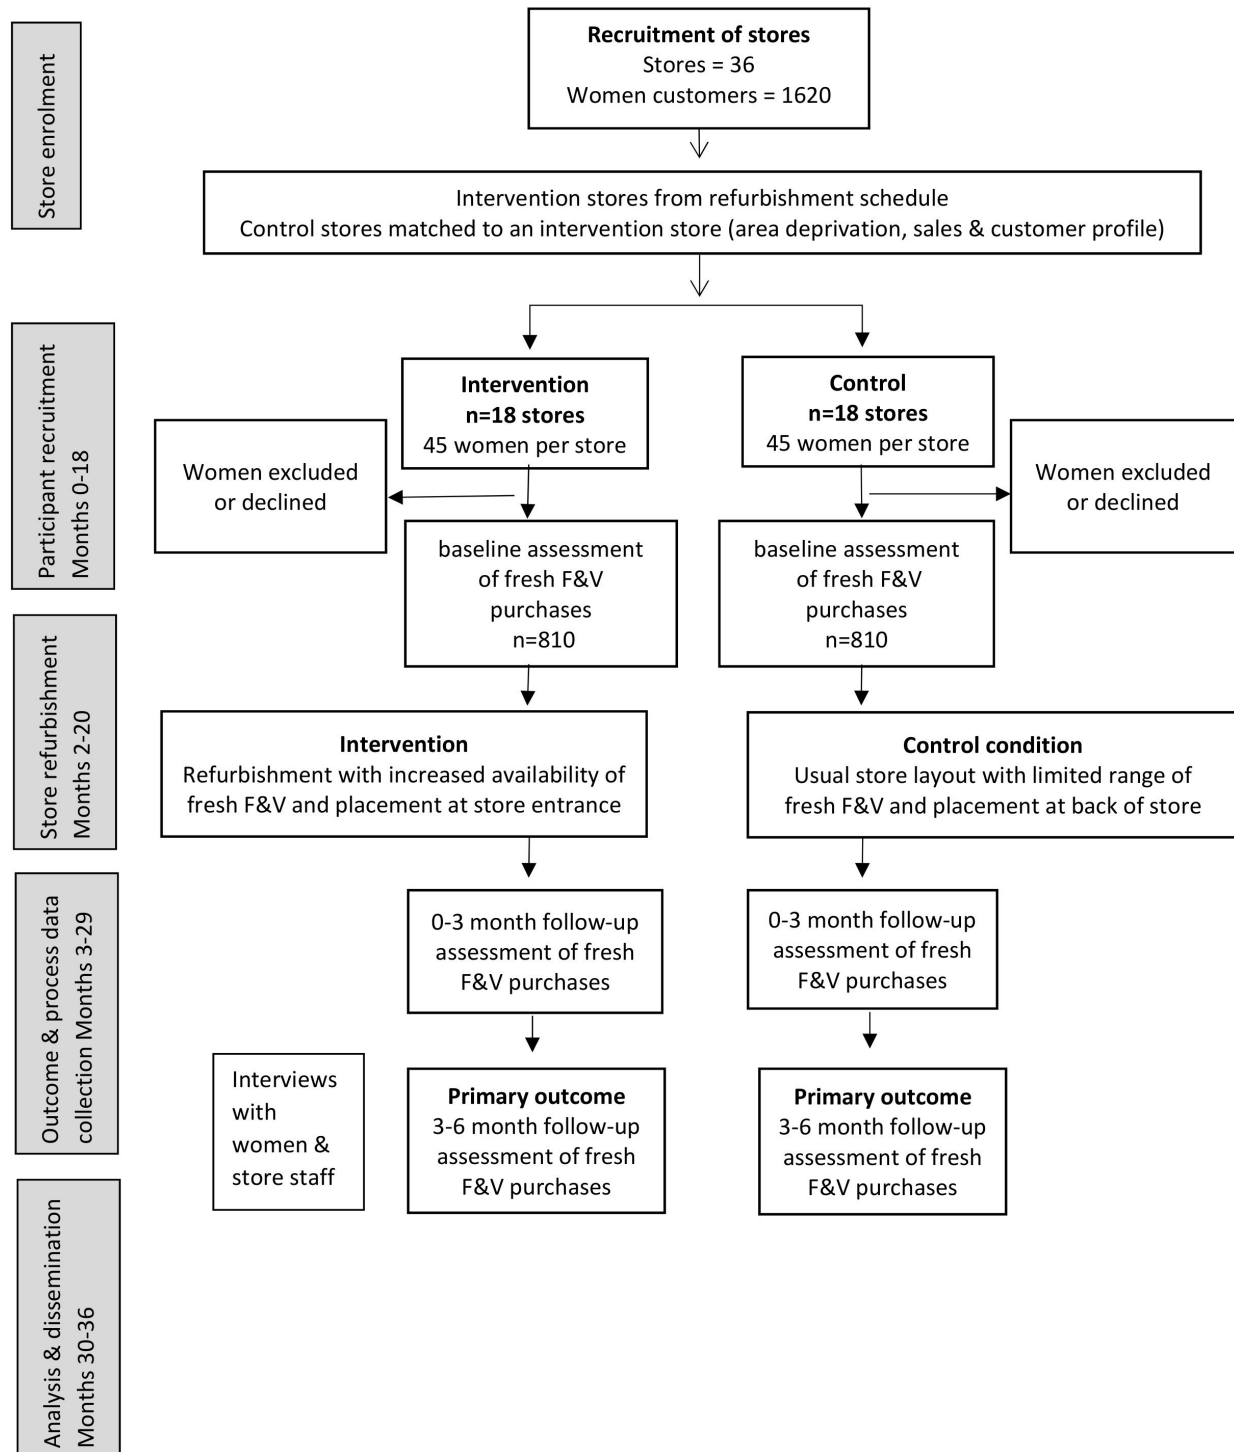 Store enrolment
Recruitment of stores
Stores = 36
Women customers = 1620
Intervention stores from refurbishment schedule
Control stores matched to an intervention store (area deprivation, sales & customer profile)
Participant recruitment
Months 0-18
Intervention
n=18 stores
45 women per store
Control
n=18 stores
45 women per store
Women excluded
or declined
Women excluded
or declined
baseline assessment
of fresh F&V
purchases
n=810
baseline assessment
of fresh F&V
purchases
n=810
Store refurbishment
Months 2-20
Intervention
Refurbishment with increased availability of
fresh F&V and placement at store entrance
Control condition
Usual store layout with limited range of
fresh F&V and placement at back of store
Outcome & process data
collection Months 3-29
0-3 month follow-up
assessment of fresh
F&V purchases
0-3 month follow-up
assessment of fresh
F&V purchases
Interviews
with
women &
store staff
Primary outcome
3-6 month follow-up
assessment of fresh
F&V purchases
Primary outcome
3-6 month follow-up
assessment of fresh
F&V purchases
Analysis & dissemination
Months 30-36